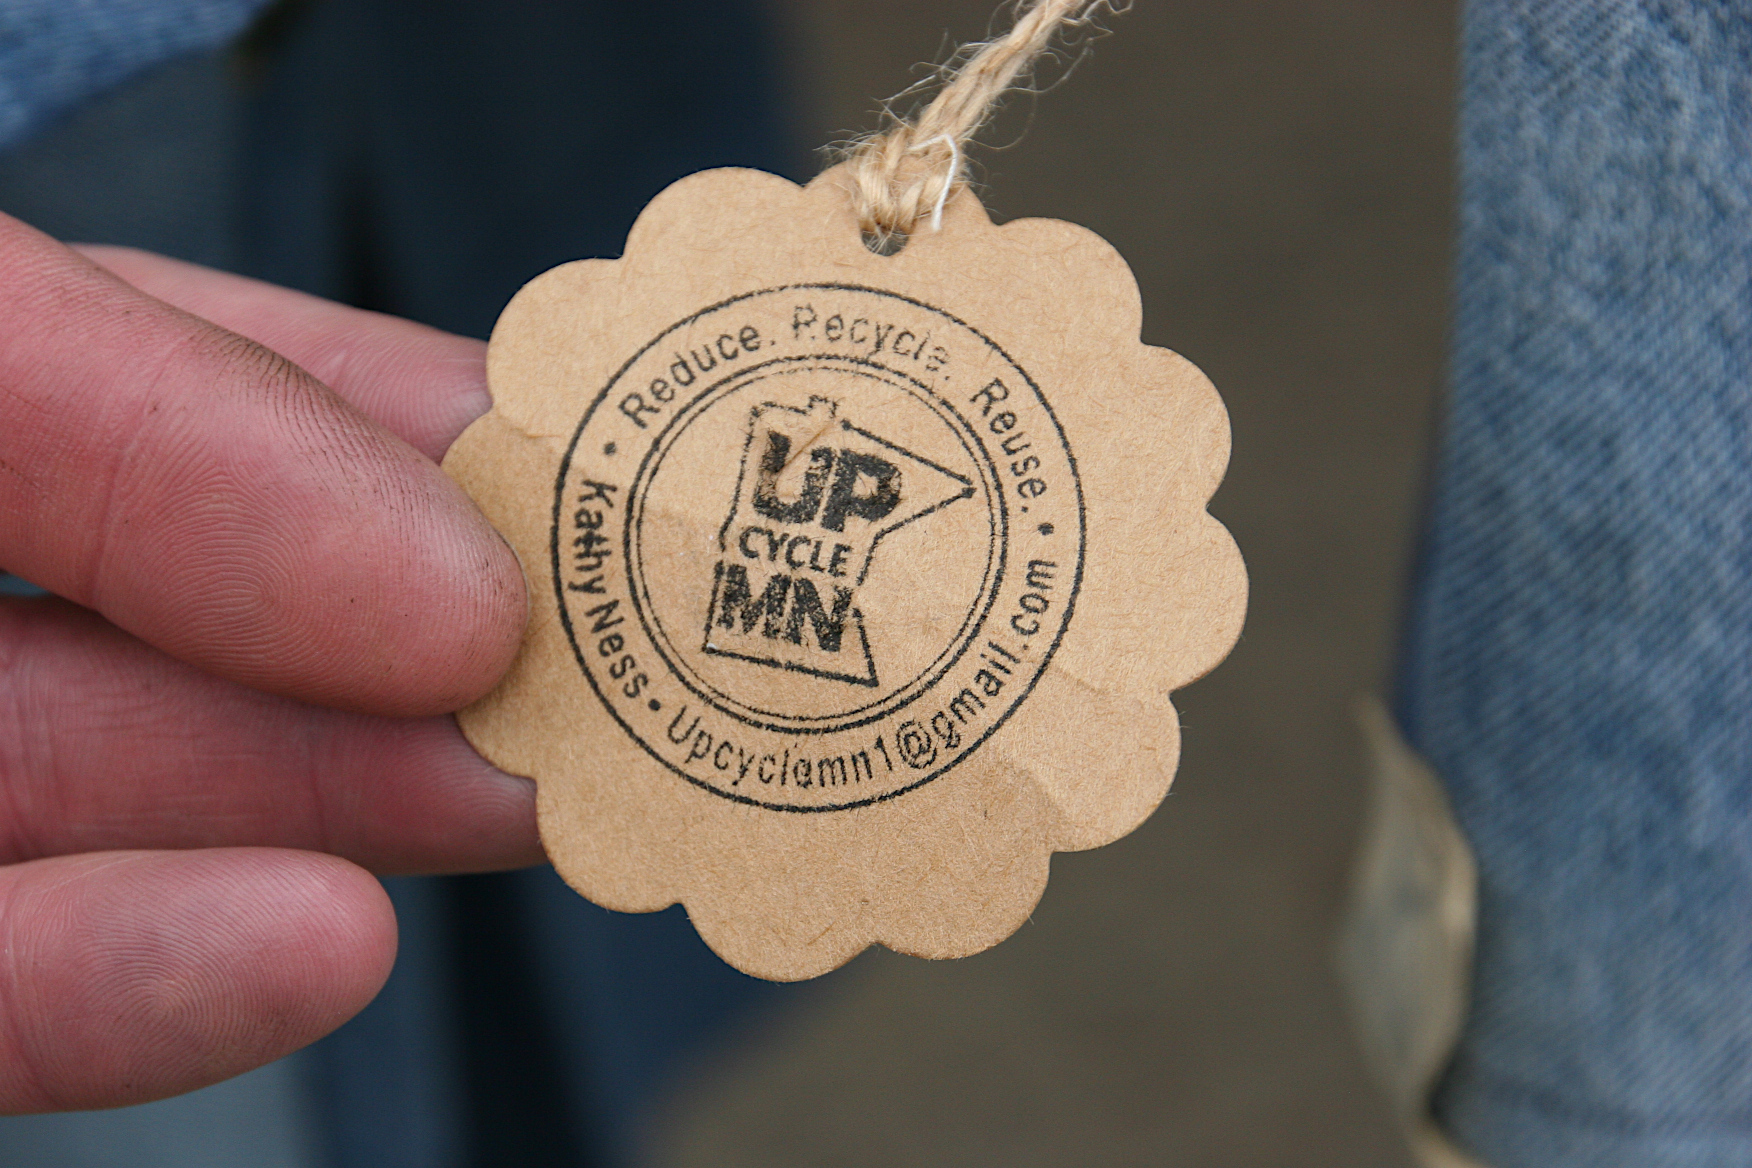 Reduce. Recycle. Reuse.
UP
CYCLE
MN
Kathy Ness • Upcyclemn1@gmail.com